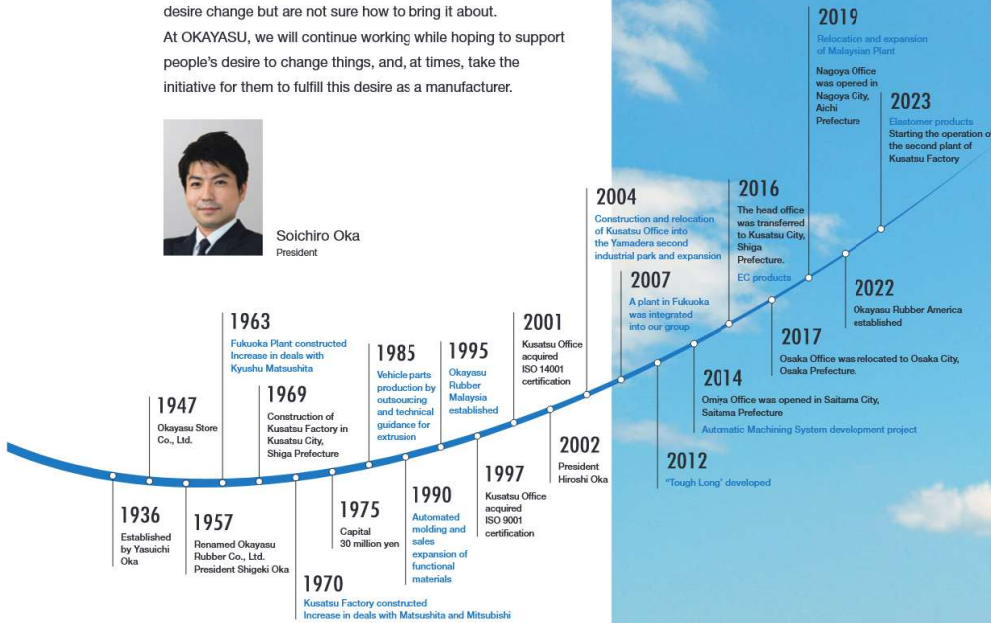 desire change but are not sure how to bring it about.
At OKAYASU, we will continue working while hoping to support
people's desire to change things, and, at times, take the
initiative for them to fulfill this desire as a manufacturer.
Soichiro Oka
President
1936
Established
by Yasuichi
Oka
1947
Okayasu Store
Co., Ltd.
1957
Renamed Okayasu
Rubber Co., Ltd.
President Shigeki Oka
1963
Fukuoka Plant constructed
Increase in deals with
Kyushu Matsushita
1969
Construction of
Kusatsu Factory in
Kusatsu City,
Shiga Prefecture
1970
Kusatsu Factory constructed
Increase in deals with Matsushita and Mitsubishi
1975
Capital
30 million yen
1985
Vehicle parts
production by
outsourcing
and technical
guidance for
extrusion
1990
Automated
molding and
sales
expansion of
functional
materials
1995
Okayasu
Rubber
Malaysia
established
1997
Kusatsu Office
acquired
ISO 9001
certification
2001
Kusatsu Office
acquired
ISO 14001
certification
2002
President
Hiroshi Oka
2004
Construction and relocation
of Kusatsu Office into
the Yamadera second
industrial park and expansion
2007
A plant in Fukuoka
was integrated
into our group
2012
"Tough Long' developed
2014
Omiya Office was opened in Saitama City,
Saitama Prefecture
Automatic Machining System development project
2016
The head office
was transferred
to Kusatsu City,
Shiga
Prefecture.
EC products
2017
Osaka Office was relocated to Osaka City,
Osaka Prefecture.
2019
Relocation and expansion
of Malaysian Plant
Nagoya Office
was opened in
Nagoya City,
Aichi
Prefecture
2022
Okayasu Rubber America
established
2023
Elastomer products
Starting the operation o
the second plant of
Kusatsu Factory